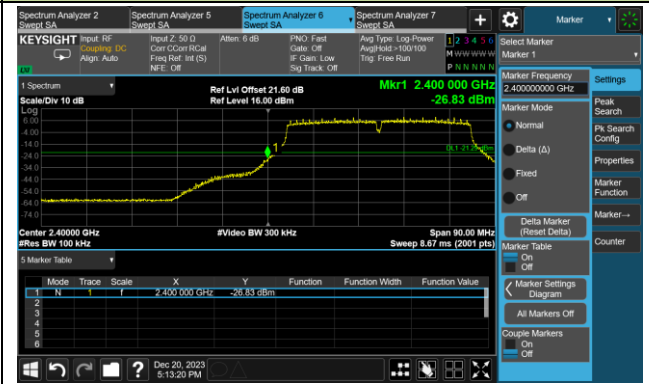 Spectrum Analyzer 2 Swept SA
Spectrum Analyzer 5 Swept SA
Spectrum Analyzer 6 Swept SA
Spectrum Analyzer 7 Swept SA
+
Marker
KEYSIGHT
Input: RF
Coupling: DC
Align: Auto
Input Z: 50 Ω
Corr CCorr RCal
Freq Ref: Int (S)
NFE: Off
Atten: 6 dB
PNO: Fast
Gate: Off
IF Gain: Low
Sig Track: Off
Avg Type: Log-Power
Avg|Hold:>100/100
Trig: Free Run
1 2 3 4 5 6
M W W W W W
P N N N N N
Select Marker
Marker 1
1 Spectrum
Scale/Div 10 dB
Log
Ref Lvl Offset 21.60 dB
Ref Level 16.00 dBm
Mkr1 2.400 000 GHz
-26.83 dBm
6.00
-4.00
-14.0
-24.0
-34.0
-44.0
-54.0
-64.0
-74.0
1
Center 2.40000 GHz
#Res BW 100 kHz
#Video BW 300 kHz
Span 90.00 MHz
Sweep 8.67 ms (2001 pts)
5 Marker Table
Mode Trace Scale X Y Function Function Width Function Value
1 N 1 f 2.400 000 GHz -26.83 dBm
2
3
4
5
6
Marker Frequency
2.400000000 GHz
Marker Mode
Normal
Delta (Δ)
Fixed
Off
Delta Marker
(Reset Delta)
Marker Table
On
Off
Marker Settings
Diagram
All Markers Off
Couple Markers
On
Off
Settings
Peak Search
Pk Search Config
Properties
Marker Function
Marker→
Counter
?
Dec 20, 2023
5:13:20 PM